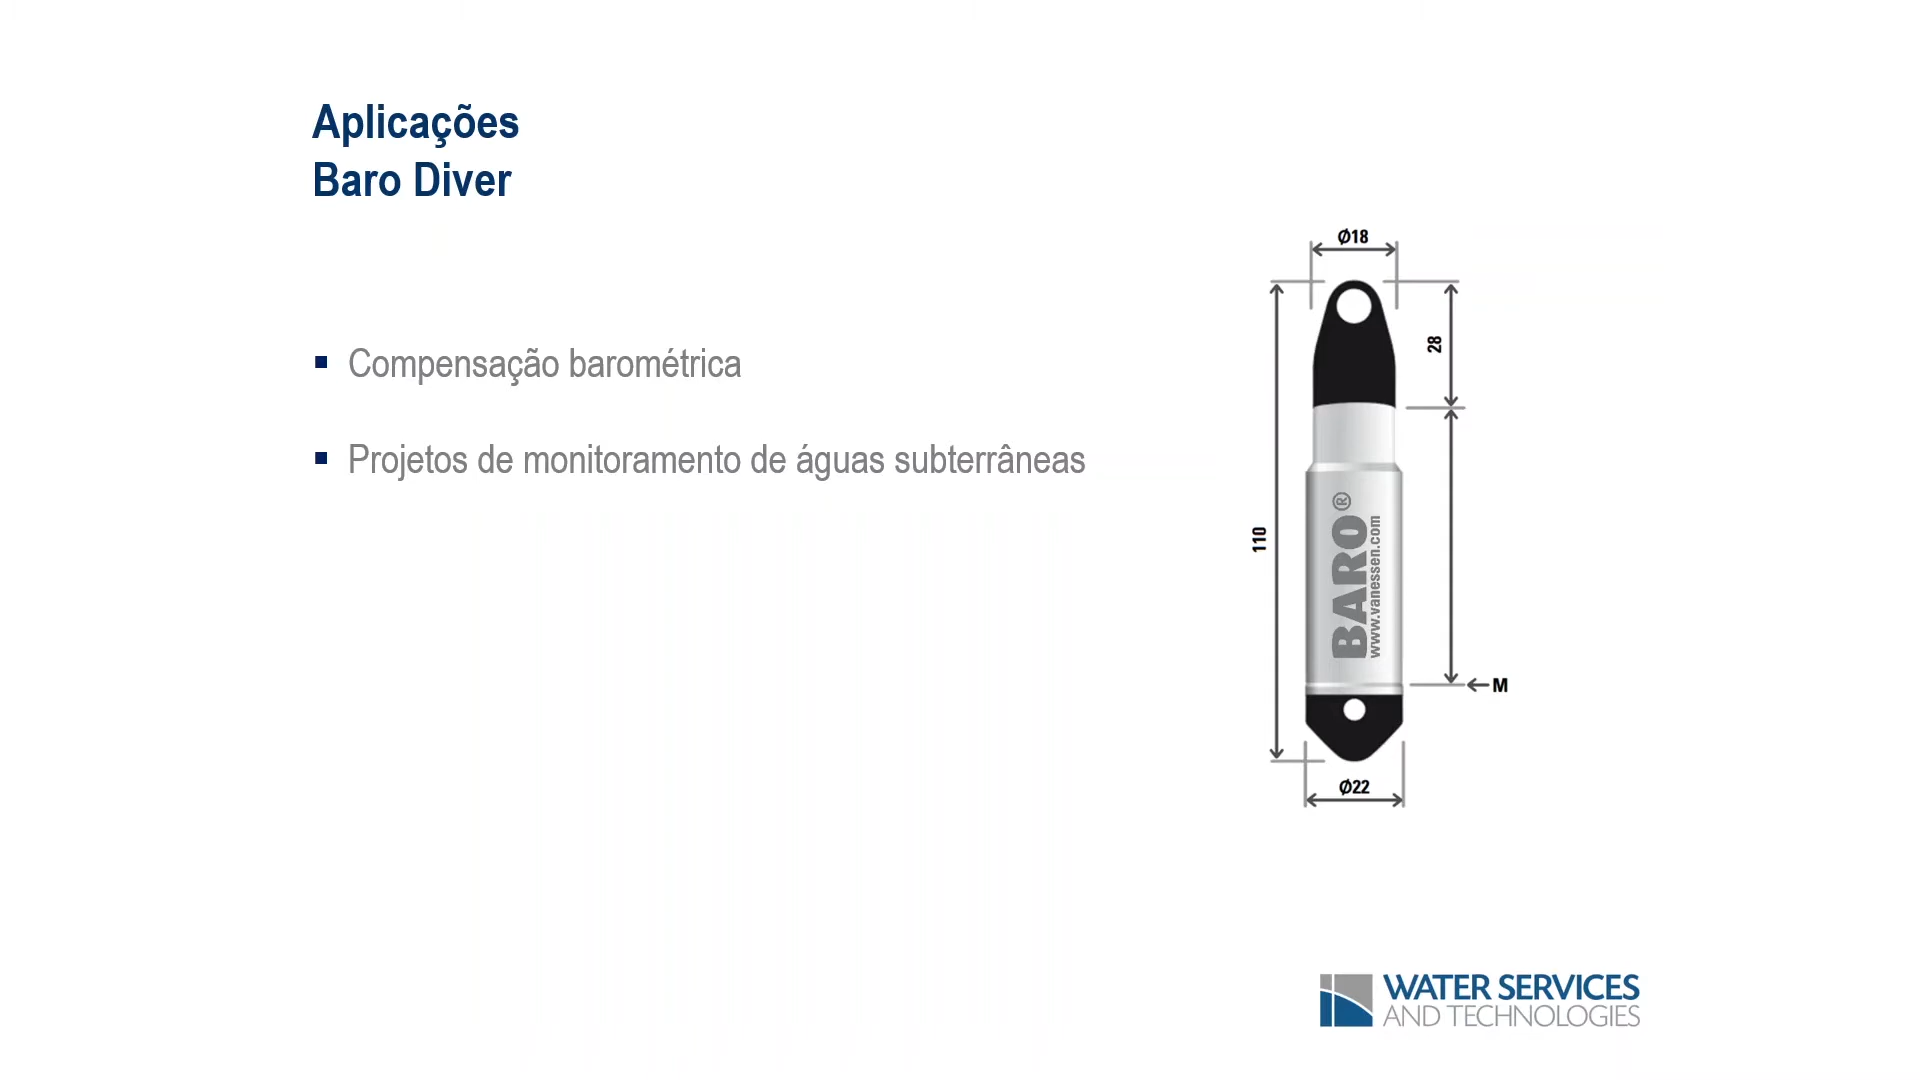 Aplicações
Baro Diver
Compensação barométrica
Projetos de monitoramento de águas subterrâneas
Ø18
28
110
BARO®
www.vanessen.com
M
Ø22
WATER SERVICES
AND TECHNOLOGIES